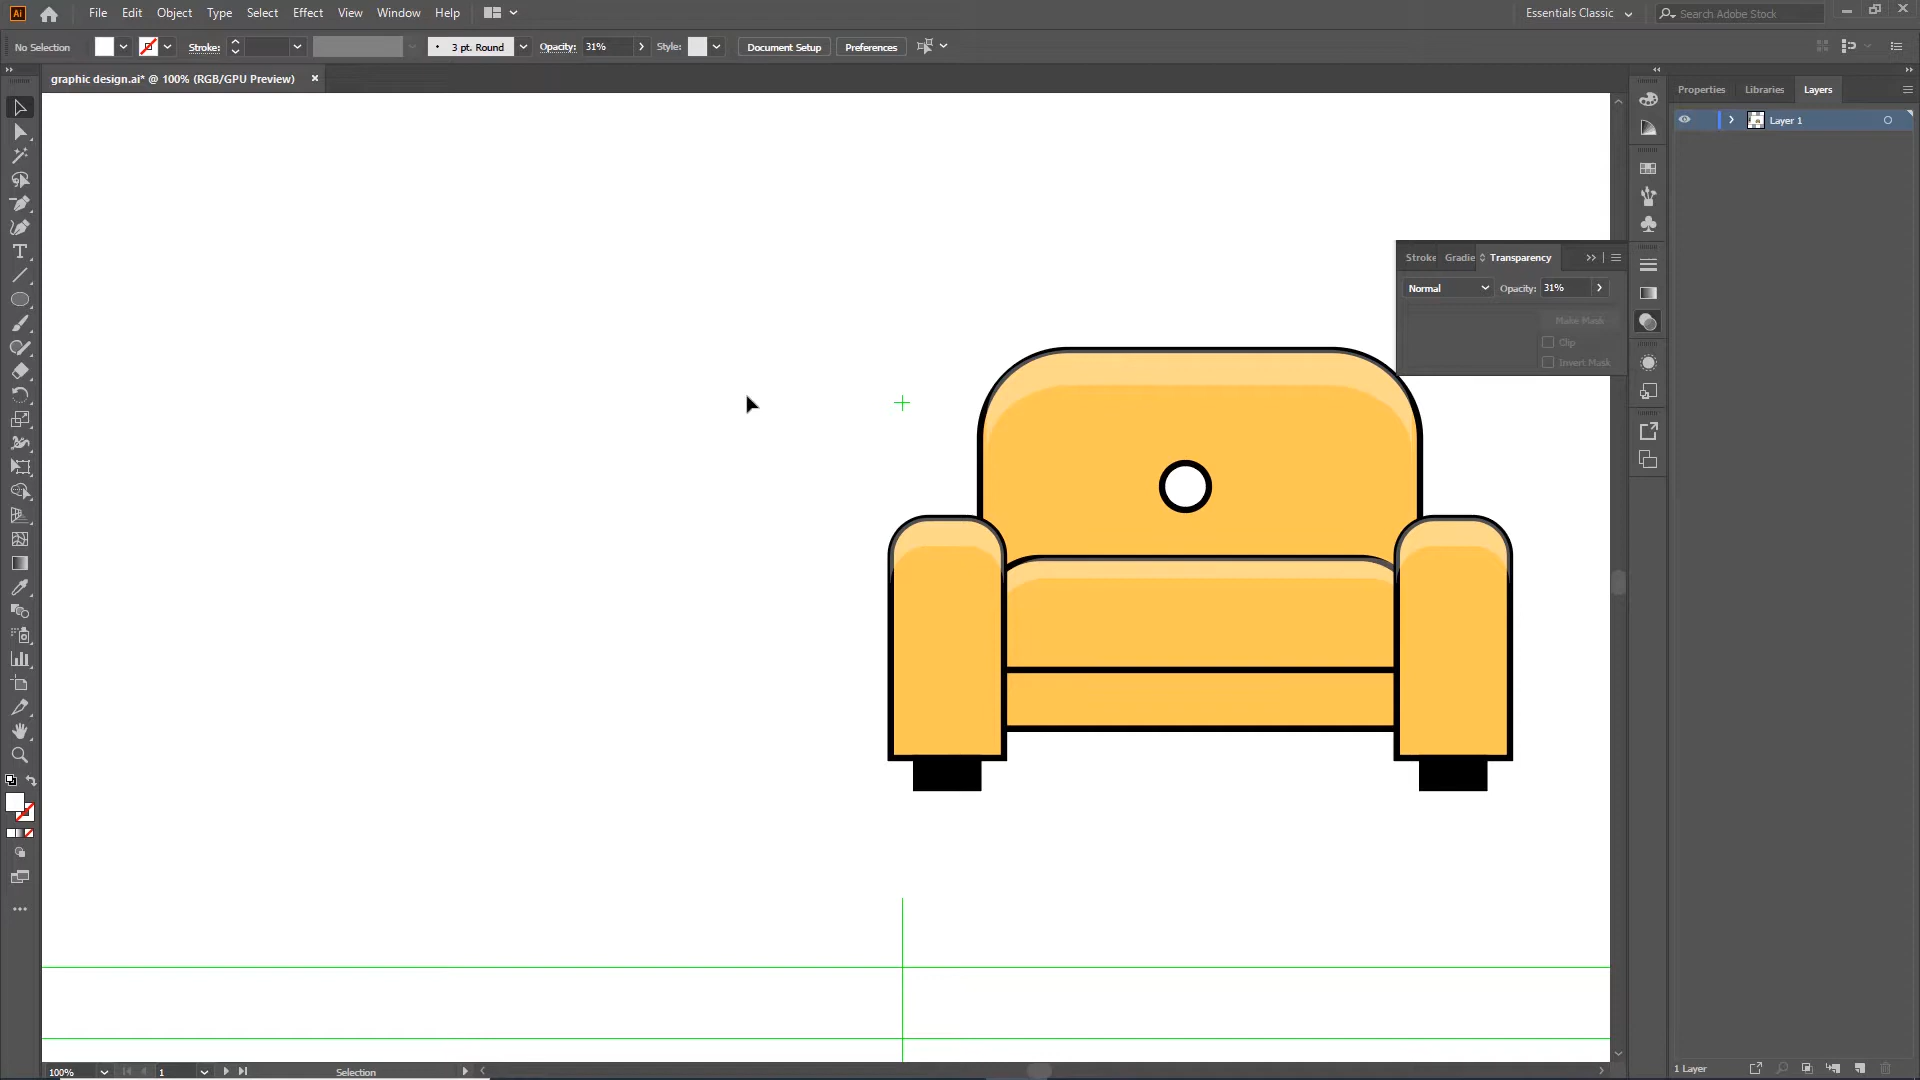 Ai File Edit Object Type Select Effect View Window Help Essentials Classic Search Adobe Stock
No Selection Stroke: 3 pt. Round Opacity: 31% Style: Document Setup Preferences
graphic design.ai* @ 100% (RGB/GPU Preview) ×
Properties Libraries Layers
Layer 1
Stroke Gradie Transparency
Normal Opacity: 31%
Make Mask
Clip
Invert Mask
100% 1 Selection
1 Layer